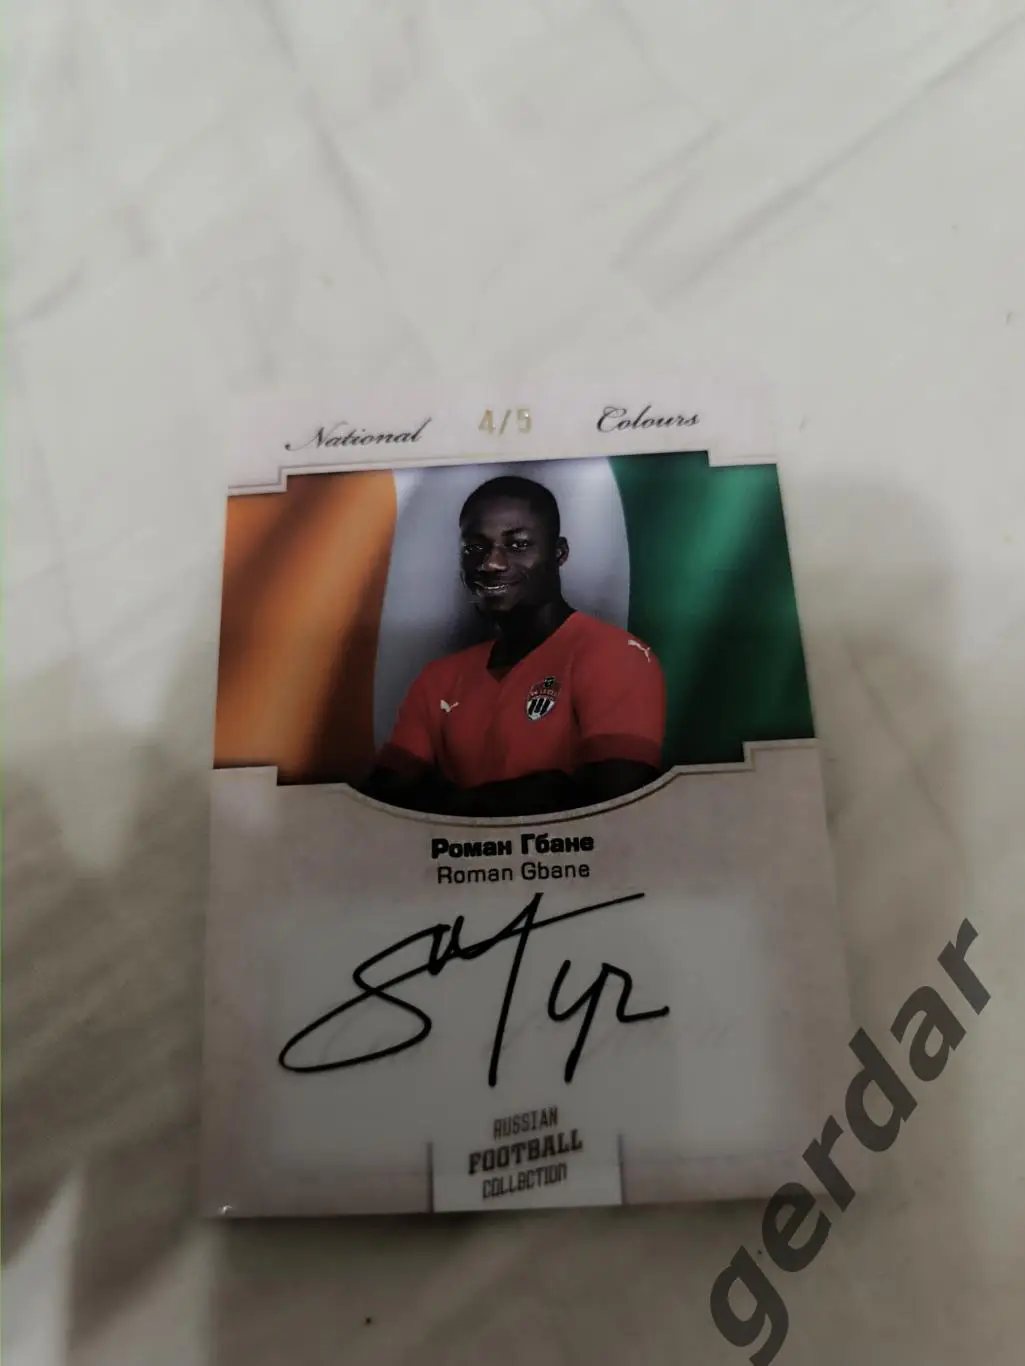 National 4/5 Colours
Роман Гбане
Roman Gbane
RUSSIAN
FOOTBALL
COLLECTION
gerdar